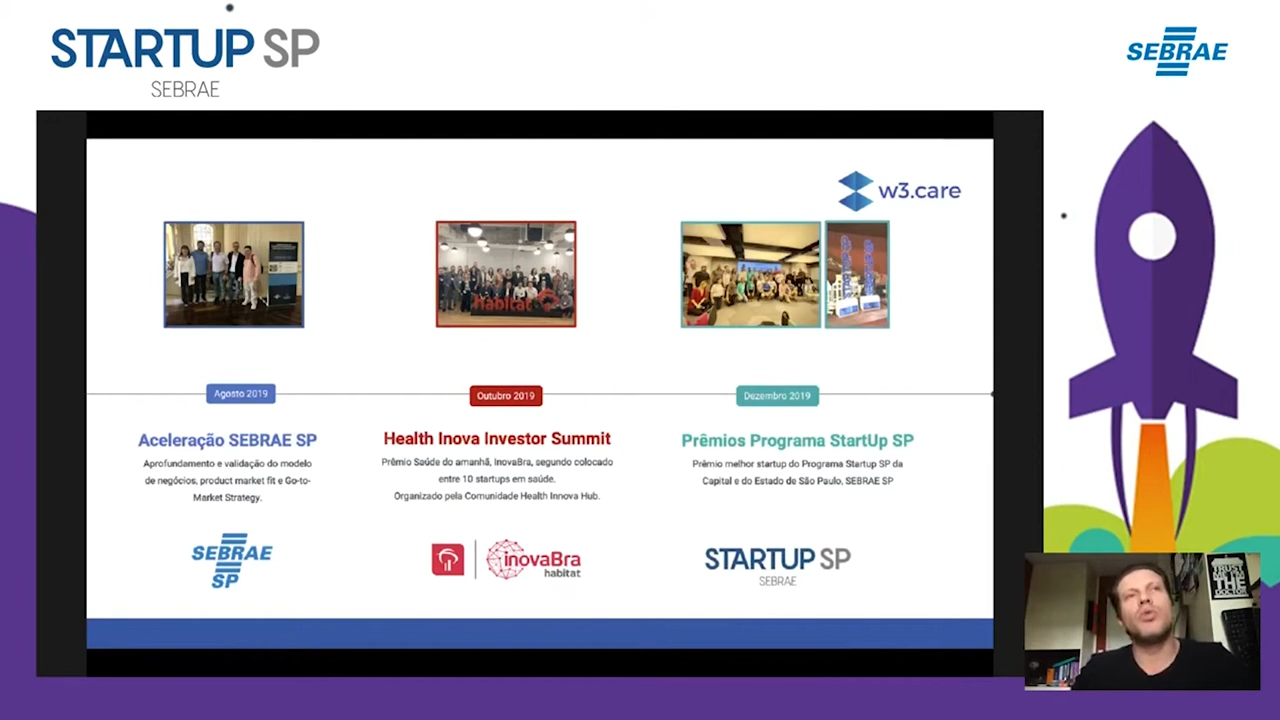 STARTUP SP
SEBRAE
SEBRAE
w3.care
habitat
Agosto 2019
Outubro 2019
Dezembro 2019
Aceleração SEBRAE SP
Aprofundamento e validação do modelo
de negócios, product market fit e Go-to-
Market Strategy.
Health Inova Investor Summit
Prêmio Saúde do amanhã, InovaBra, segundo colocado
entre 10 startups em saúde.
Organizado pela Comunidade Health Innova Hub.
Prêmios Programa StartUp SP
Prêmio melhor startup do Programa Startup SP da
Capital e do Estado de São Paulo, SEBRAE SP
SEBRAE
SP
inovaBra
habitat
STARTUP SP
SEBRAE
TRUST
THE
DOCTOR